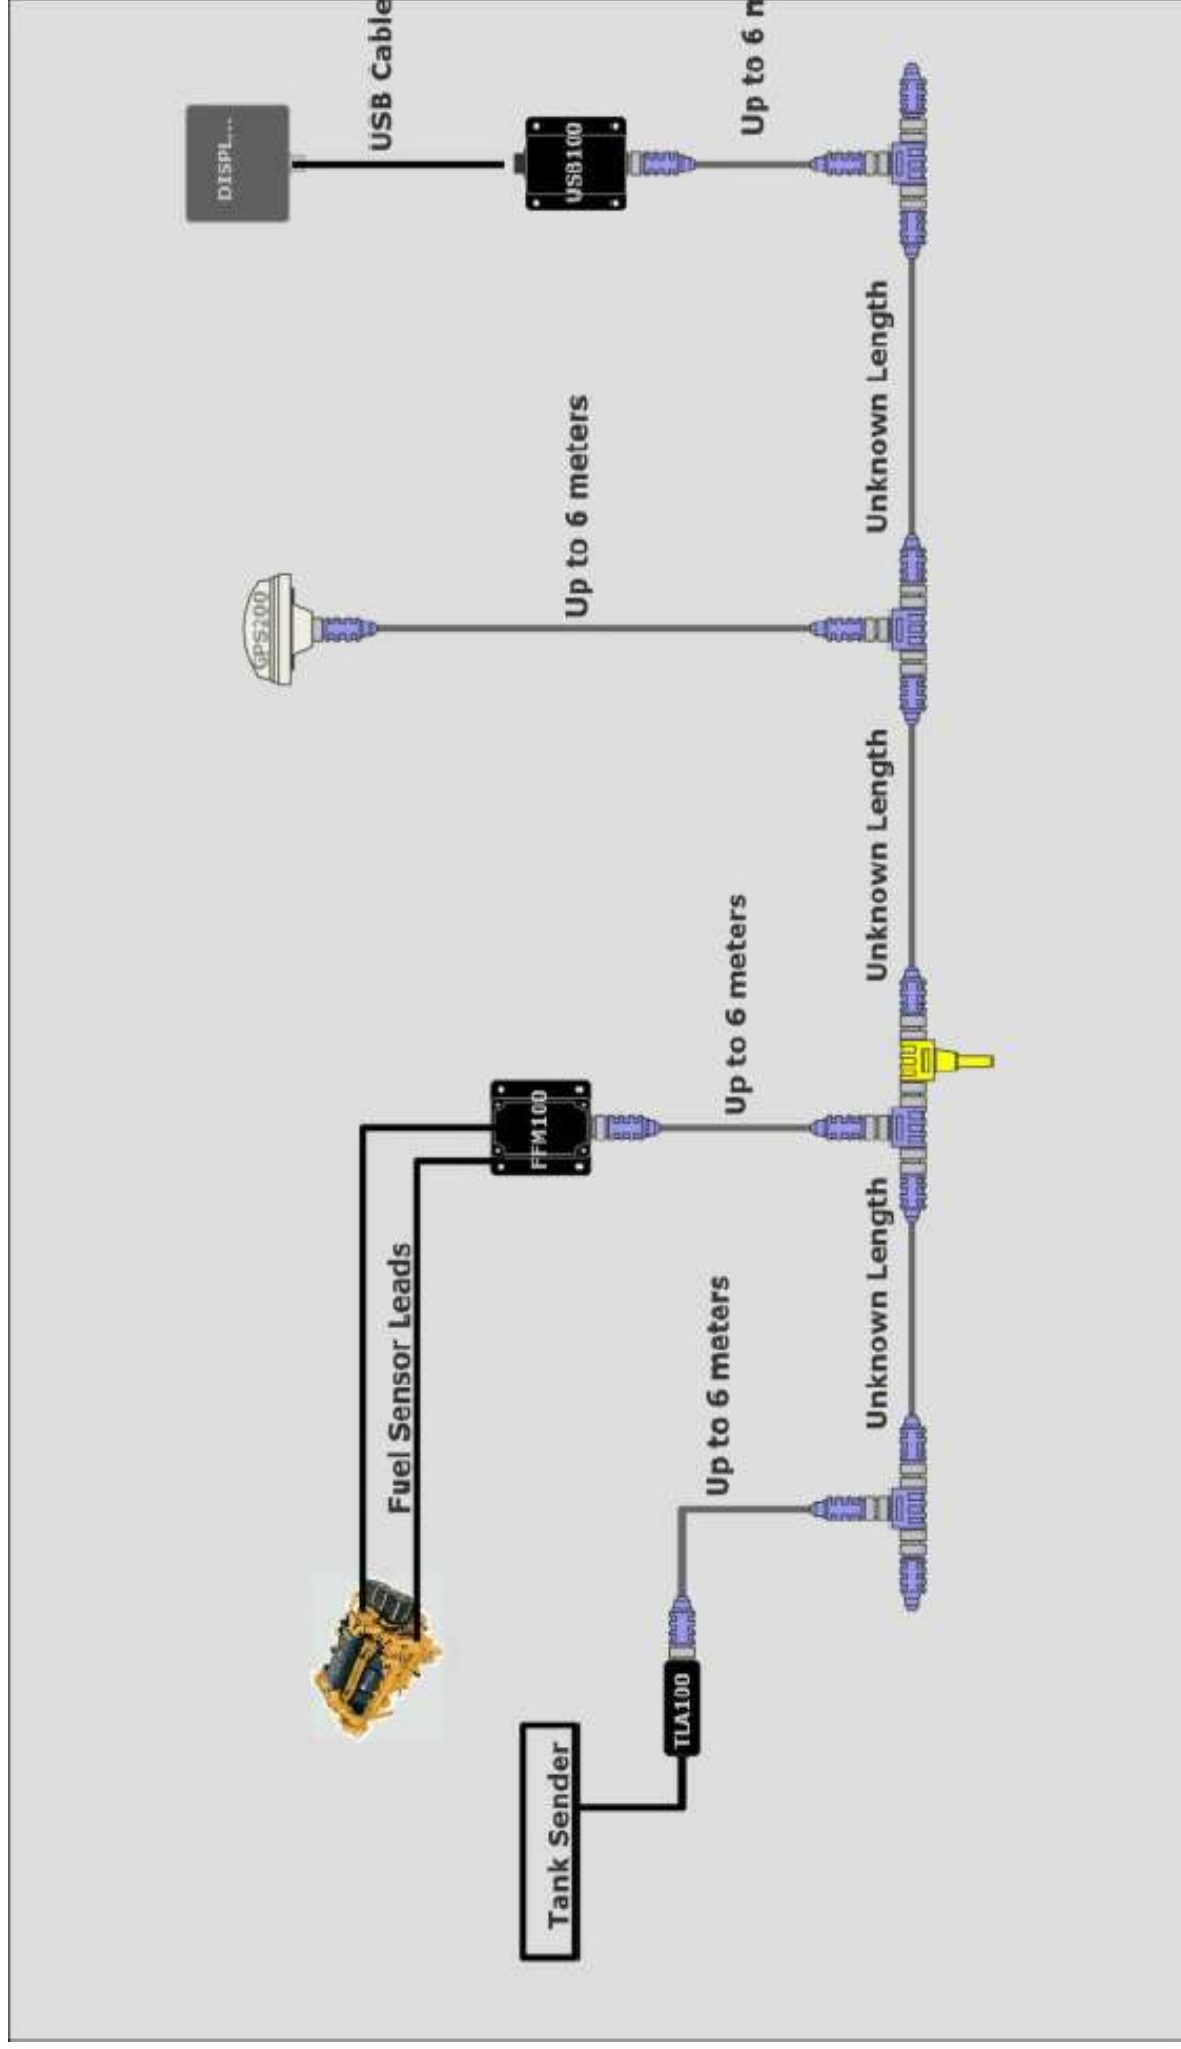 DISPL...
USB Cable
USB100
Up to 6 m
GPS200
Up to 6 meters
Unknown Length
Unknown Length
FFM100
Up to 6 meters
Fuel Sensor Leads
Unknown Length
Up to 6 meters
TLA100
Tank Sender